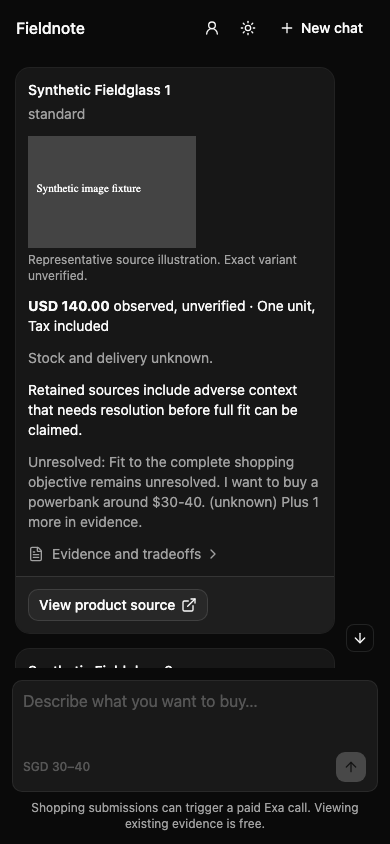 Fieldnote
New chat
Synthetic Fieldglass 1
standard
Synthetic image fixture
Representative source illustration. Exact variant
unverified.
USD 140.00 observed, unverified · One unit,
Tax included
Stock and delivery unknown.
Retained sources include adverse context
that needs resolution before full fit can be
claimed.
Unresolved: Fit to the complete shopping
objective remains unresolved. I want to buy a
powerbank around $30-40. (unknown) Plus 1
more in evidence.
Evidence and tradeoffs
View product source
Describe what you want to buy...
SGD 30–40
Shopping submissions can trigger a paid Exa call. Viewing
existing evidence is free.